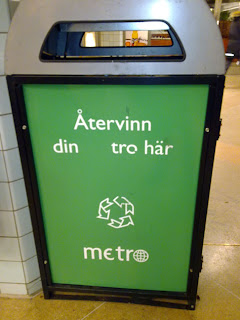 Återvinn
din tro här
metro